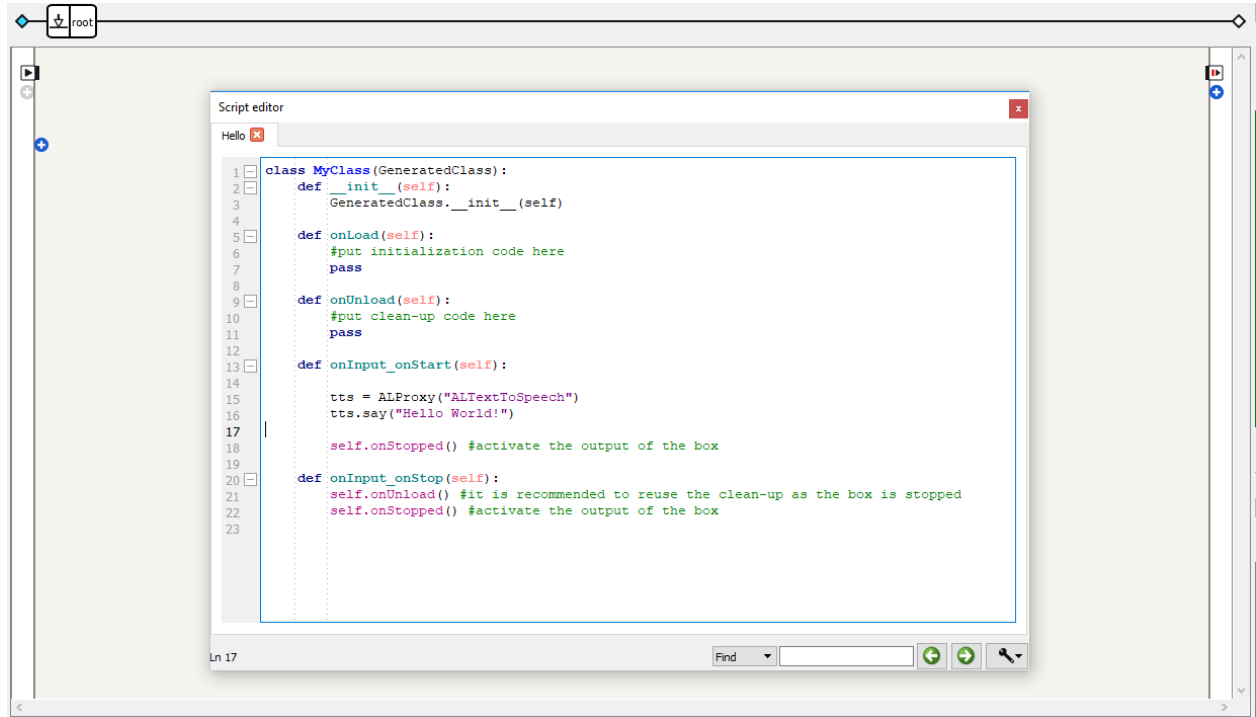 root
Script editor
x
Hello
1 class MyClass(GeneratedClass):
2     def __init__(self):
3         GeneratedClass.__init__(self)
4
5     def onLoad(self):
6         #put initialization code here
7         pass
8
9     def onUnload(self):
10         #put clean-up code here
11         pass
12
13     def onInput_onStart(self):
14
15         tts = ALProxy("ALTextToSpeech")
16         tts.say("Hello World!")
17
18         self.onStopped() #activate the output of the box
19
20     def onInput_onStop(self):
21         self.onUnload() #it is recommended to reuse the clean-up as the box is stopped
22         self.onStopped() #activate the output of the box
23
Ln 17
Find